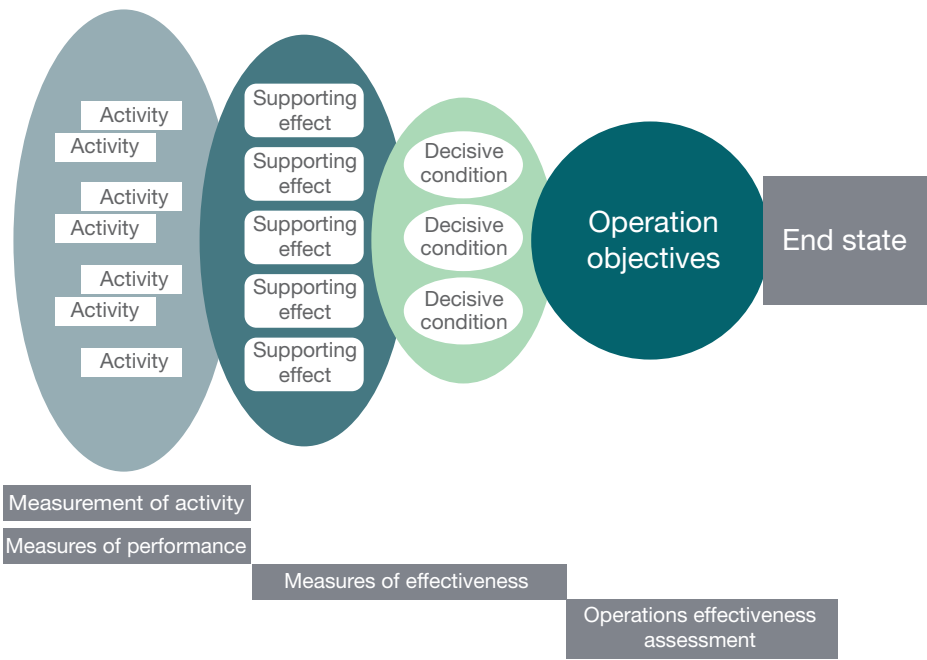 Activity
Activity
Activity
Activity
Activity
Activity
Activity
Supporting
effect
Supporting
effect
Supporting
effect
Supporting
effect
Supporting
effect
Decisive
condition
Decisive
condition
Decisive
condition
Operation
objectives
End state
Measurement of activity
Measures of performance
Measures of effectiveness
Operations effectiveness
assessment